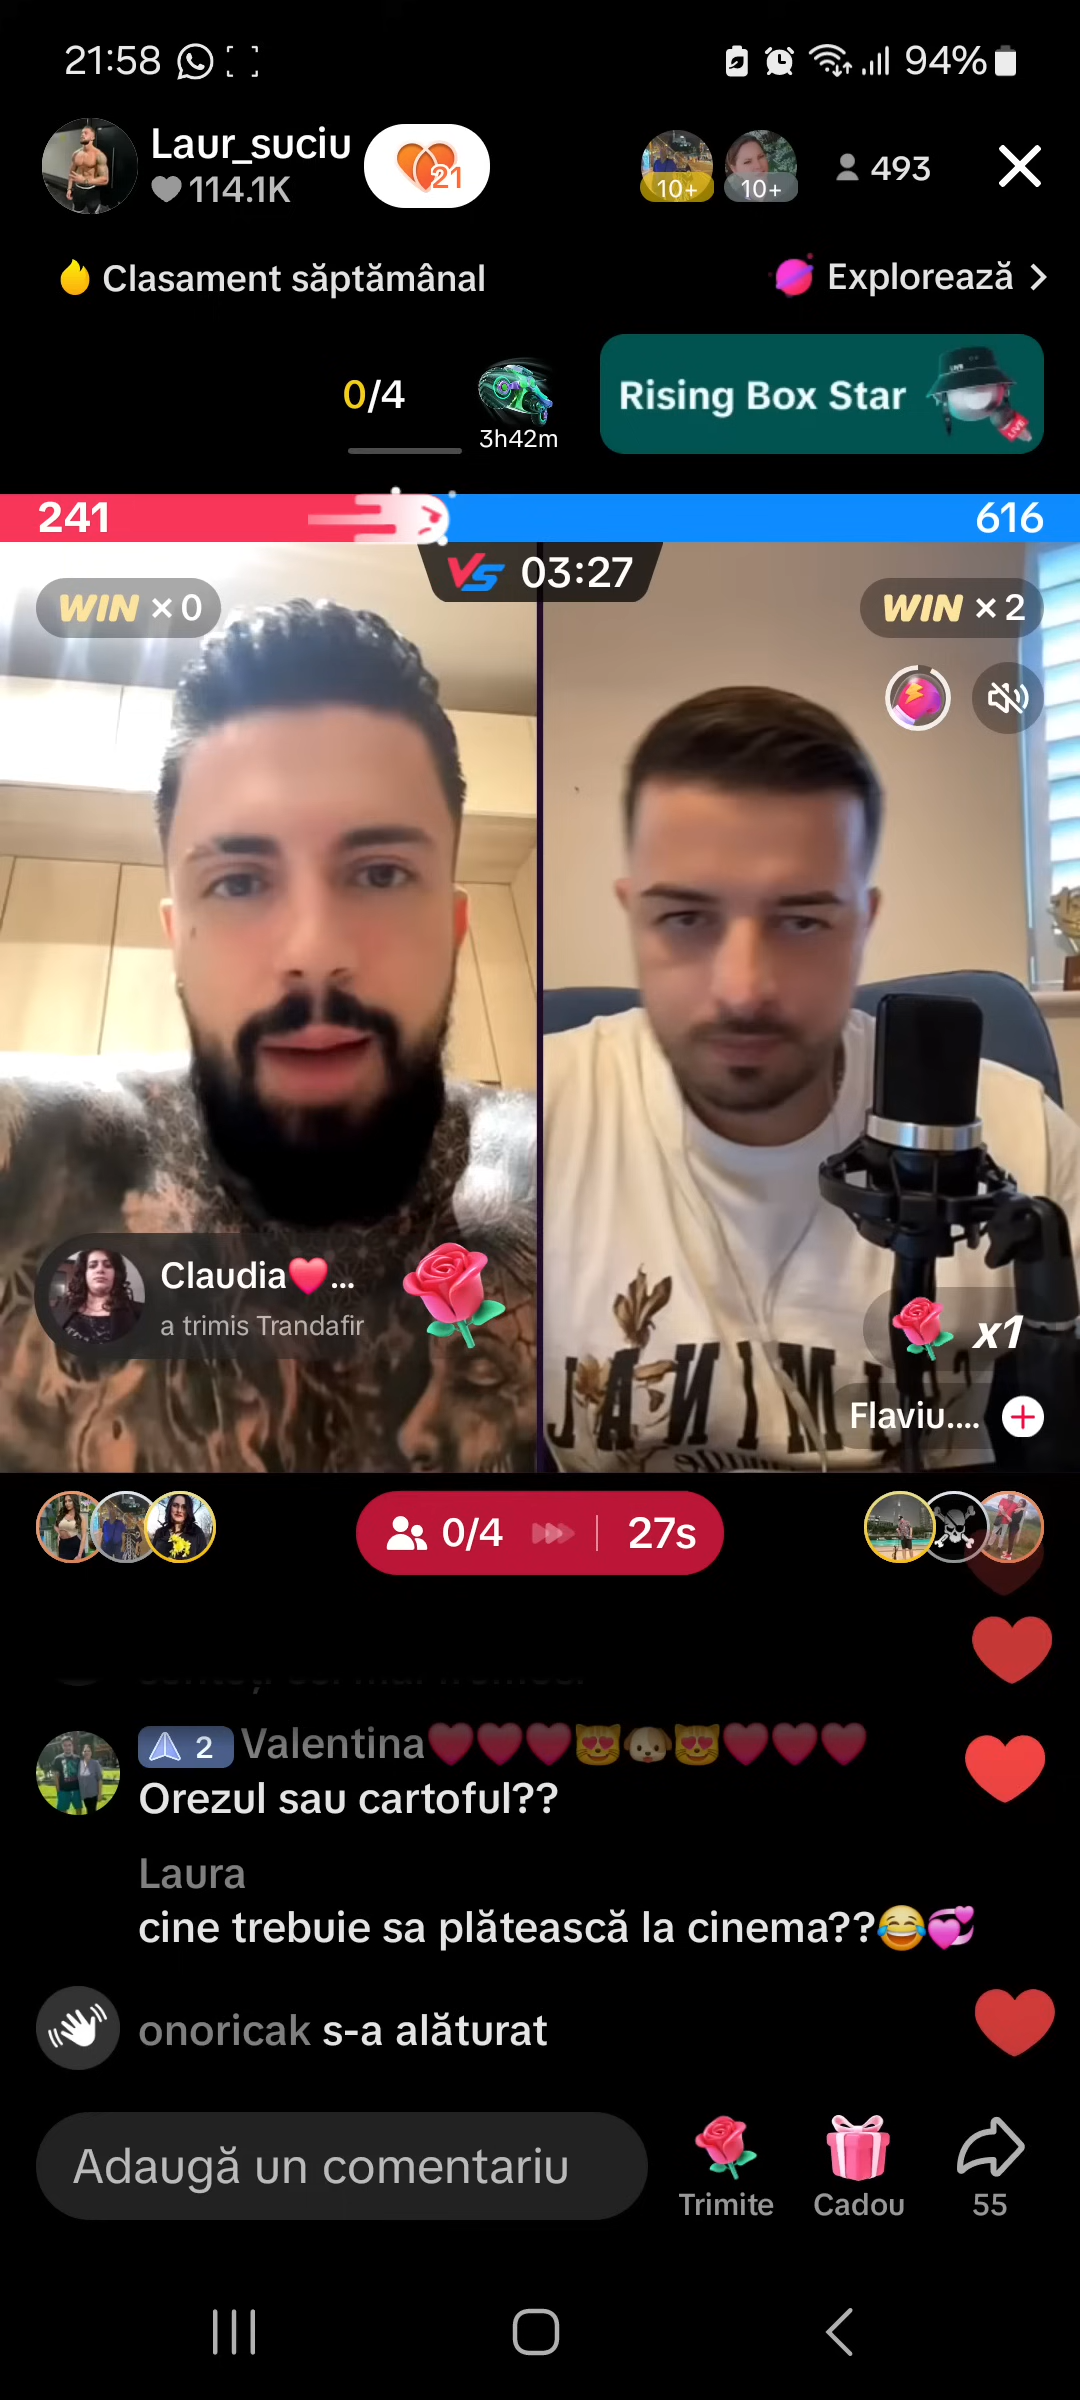 21:58
94%
Laur_suciu
114.1K
21
10+
10+
493
Clasament săptămânal
Explorează
0/4
3h42m
Rising Box Star
LIVE
241
616
VS 03:27
WIN × 0
WIN × 2
Claudia❤️...
a trimis Trandafir
x1
Flaviu....
0/4
27s
2 Valentina❤️❤️❤️😻🐶😻❤️❤️❤️
Orezul sau cartoful??
Laura
cine trebuie sa plătească la cinema??😂💞
onoricak s-a alăturat
Adaugă un comentariu
Trimite
Cadou
55